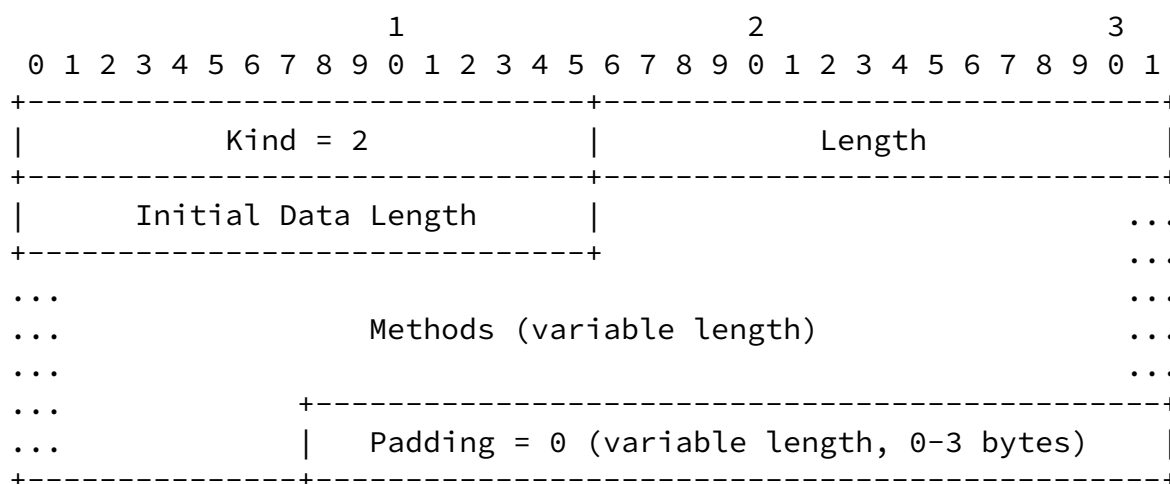 1                   2                   3
 0 1 2 3 4 5 6 7 8 9 0 1 2 3 4 5 6 7 8 9 0 1 2 3 4 5 6 7 8 9 0 1
+-------------------------------+-------------------------------+
|           Kind = 2            |            Length             |
+-------------------------------+-------------------------------+
|      Initial Data Length      |                             ...
+-------------------------------+                             ...
...                                                           ...
...                 Methods (variable length)                 ...
...                                                           ...
...             +-----------------------------------------------+
...             |  Padding = 0 (variable length, 0-3 bytes)     |
+---------------+-----------------------------------------------+